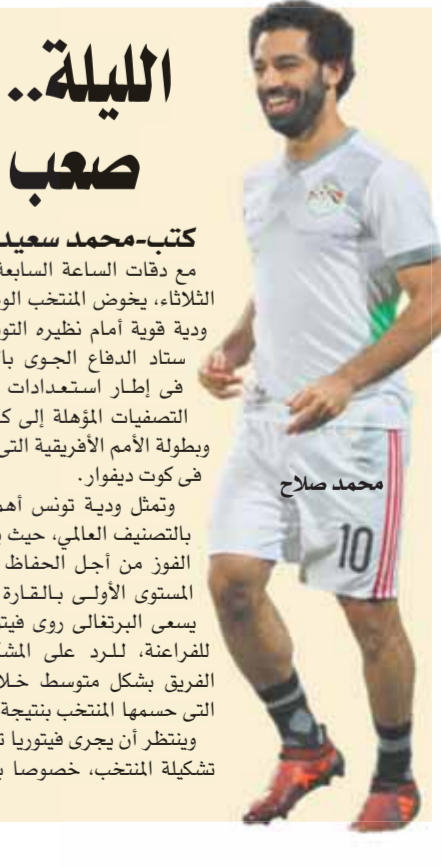 الليلة..
صعب
كتب-محمد سعيد
مع دقات الساعة السابعة
الثلاثاء، يخوض المنتخب الو
ودية قوية أمام نظيره التو
ستاد الدفاع الجوى با
فى إطار استعدادات
التصفيات المؤهلة إلى ك
وبطولة الأمم الأفريقية التى
فى كوت ديفوار.
وتمثل ودية تونس أهم
بالتصنيف العالمي، حيث ي
الفوز من أجل الحفاظ
المستوى الأولى بالقارة
يسعى البرتغالى روى فيتو
للفراعنة، للرد على المشك
الفريق بشكل متوسط خلا
التى حسمها المنتخب بنتيجة
وينتظر أن يجرى فيتوريا ت
تشكيلة المنتخب، خصوصا ب
محمد صلاح
10